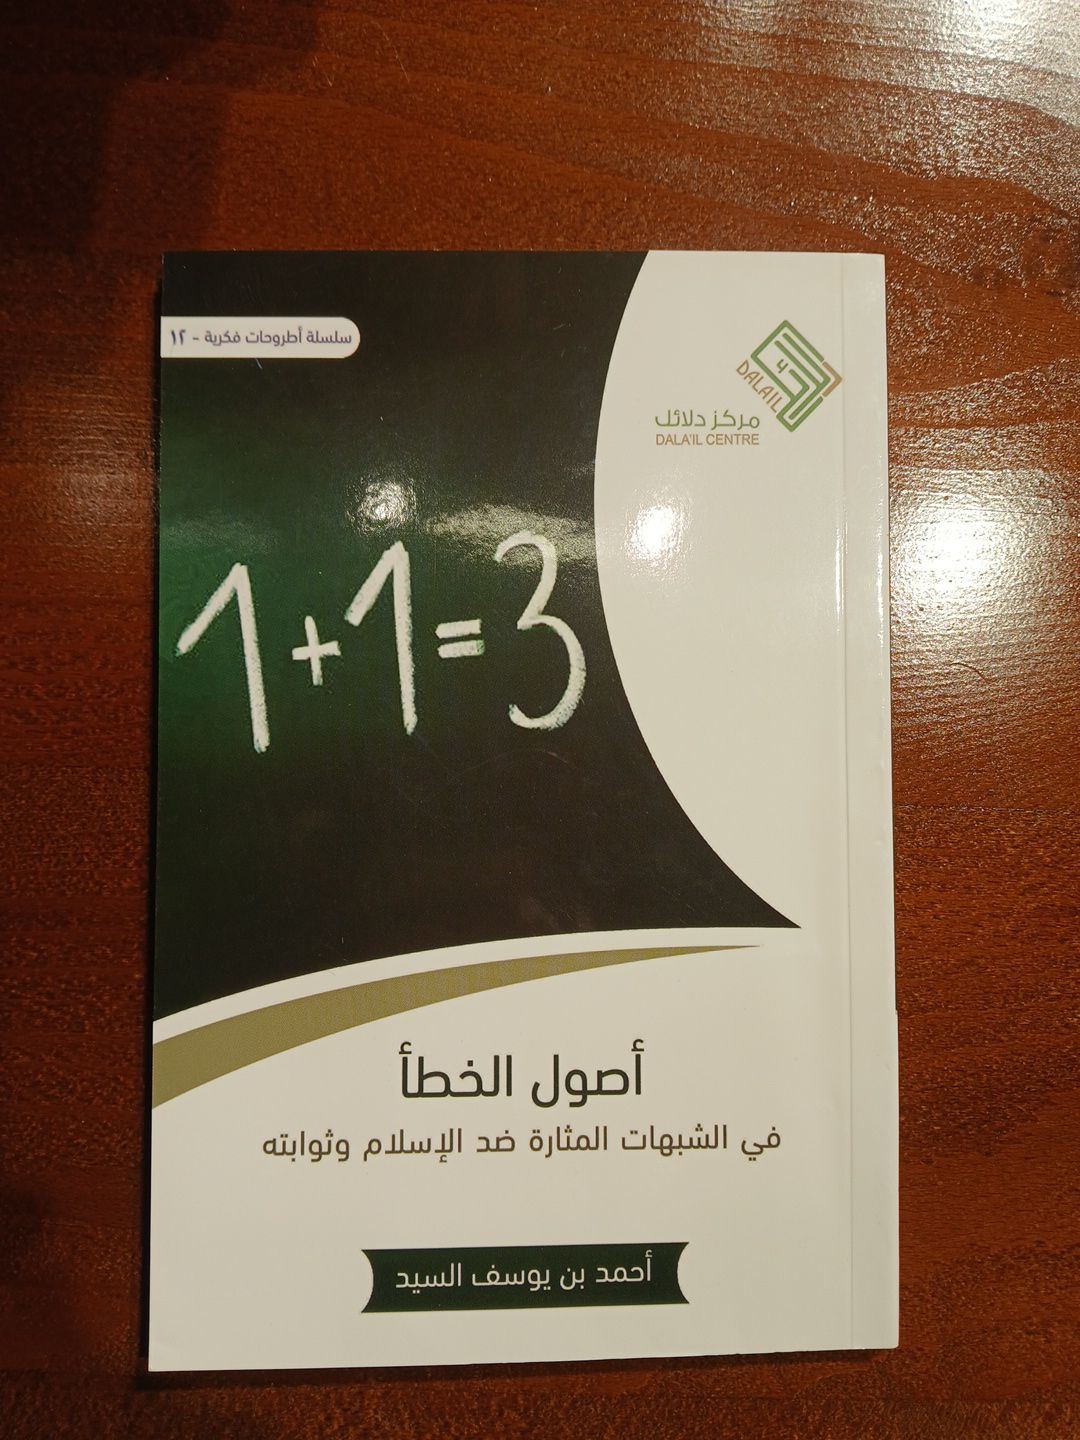 سلسلة أطروحات فكرية - ١٢
DALAIL
مركز دلائل
DALA'IL CENTRE
1+1=3
أصول الخطأ
في الشبهات المثارة ضد الإسلام وثوابته
أحمد بن يوسف السيد